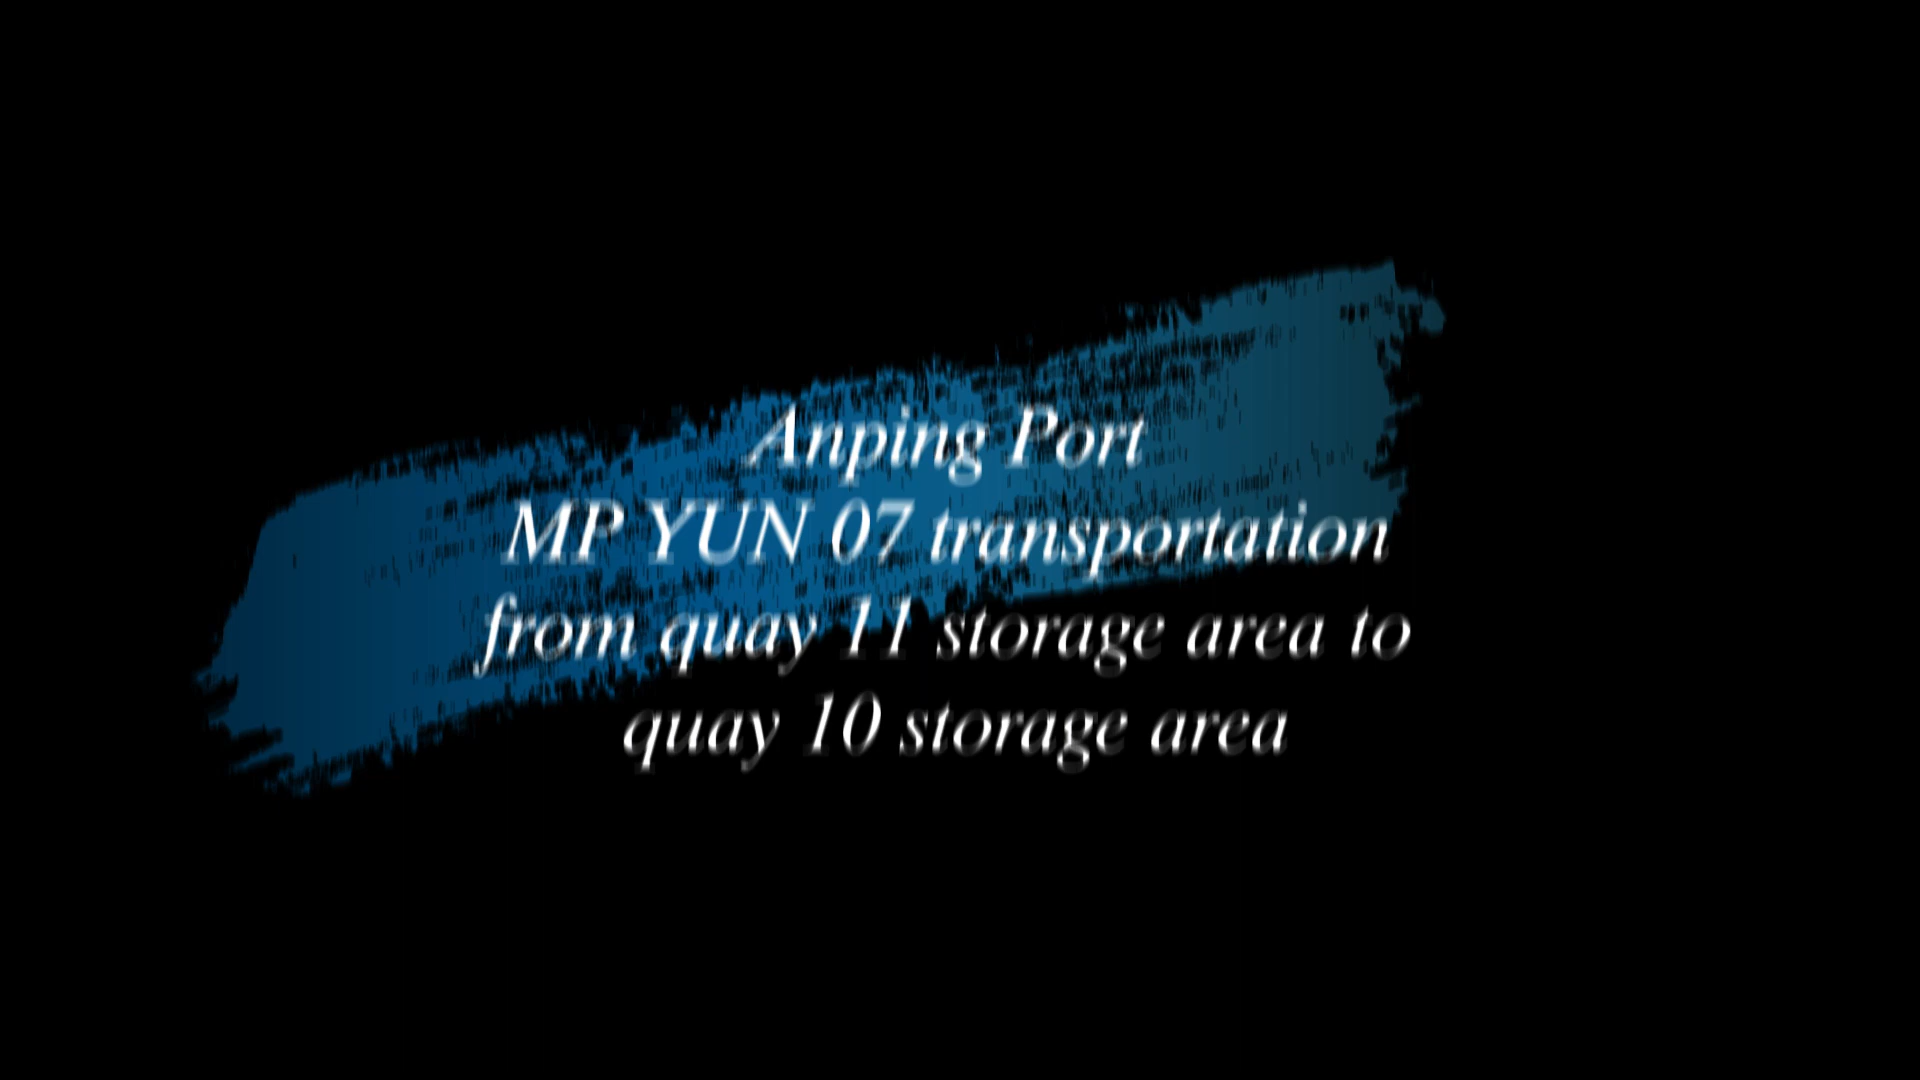 Anping Port
MP YUN 07 transportation
from quay 11 storage area to
quay 10 storage area